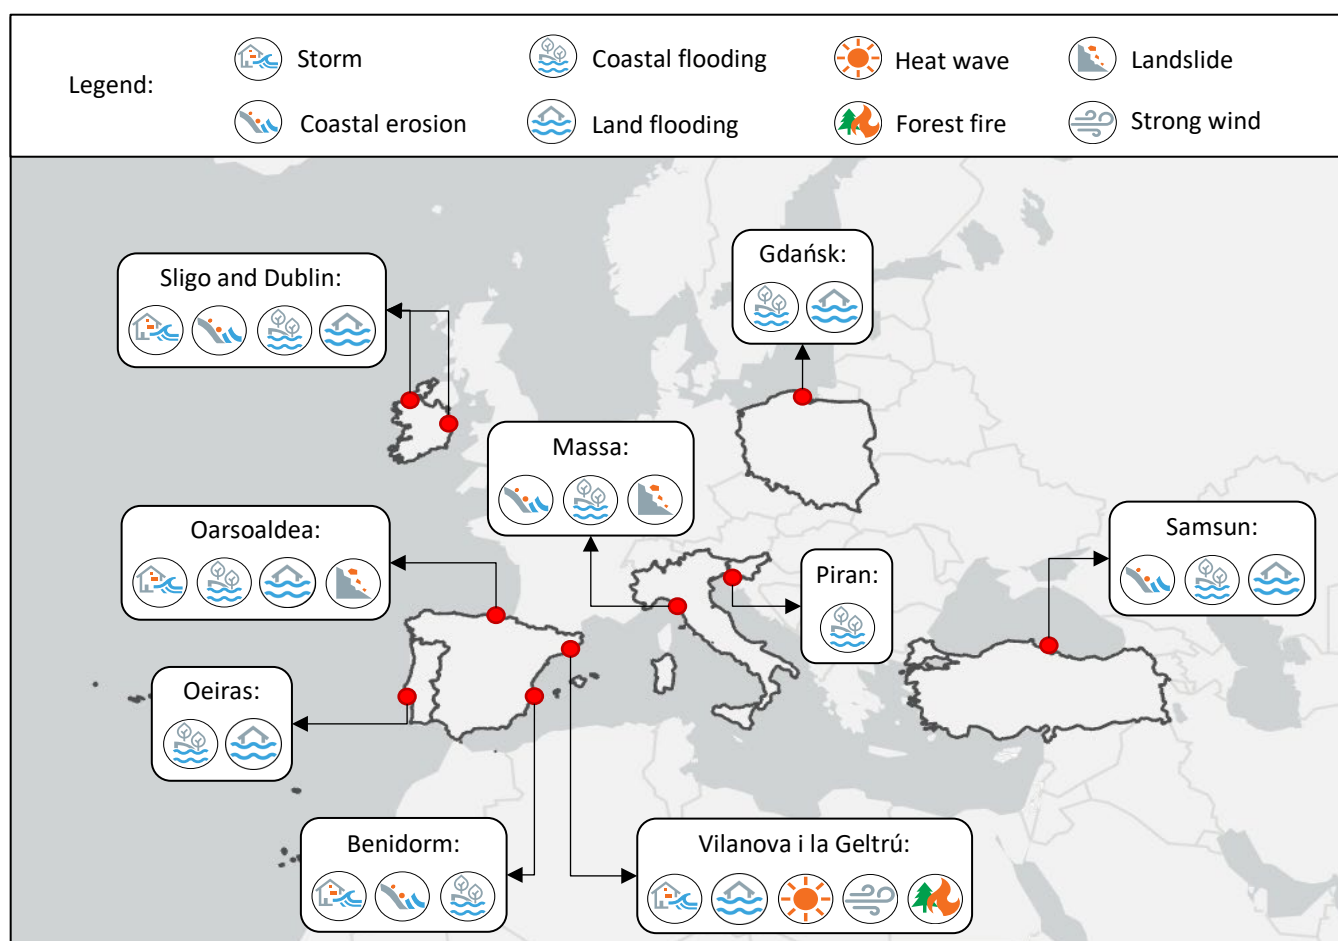 Legend:
Storm
Coastal flooding
Heat wave
Landslide
Coastal erosion
Land flooding
Forest fire
Strong wind
Sligo and Dublin:
Gdańsk:
Massa:
Oarsoaldea:
Samsun:
Piran:
Oeiras:
Benidorm:
Vilanova i la Geltrú: